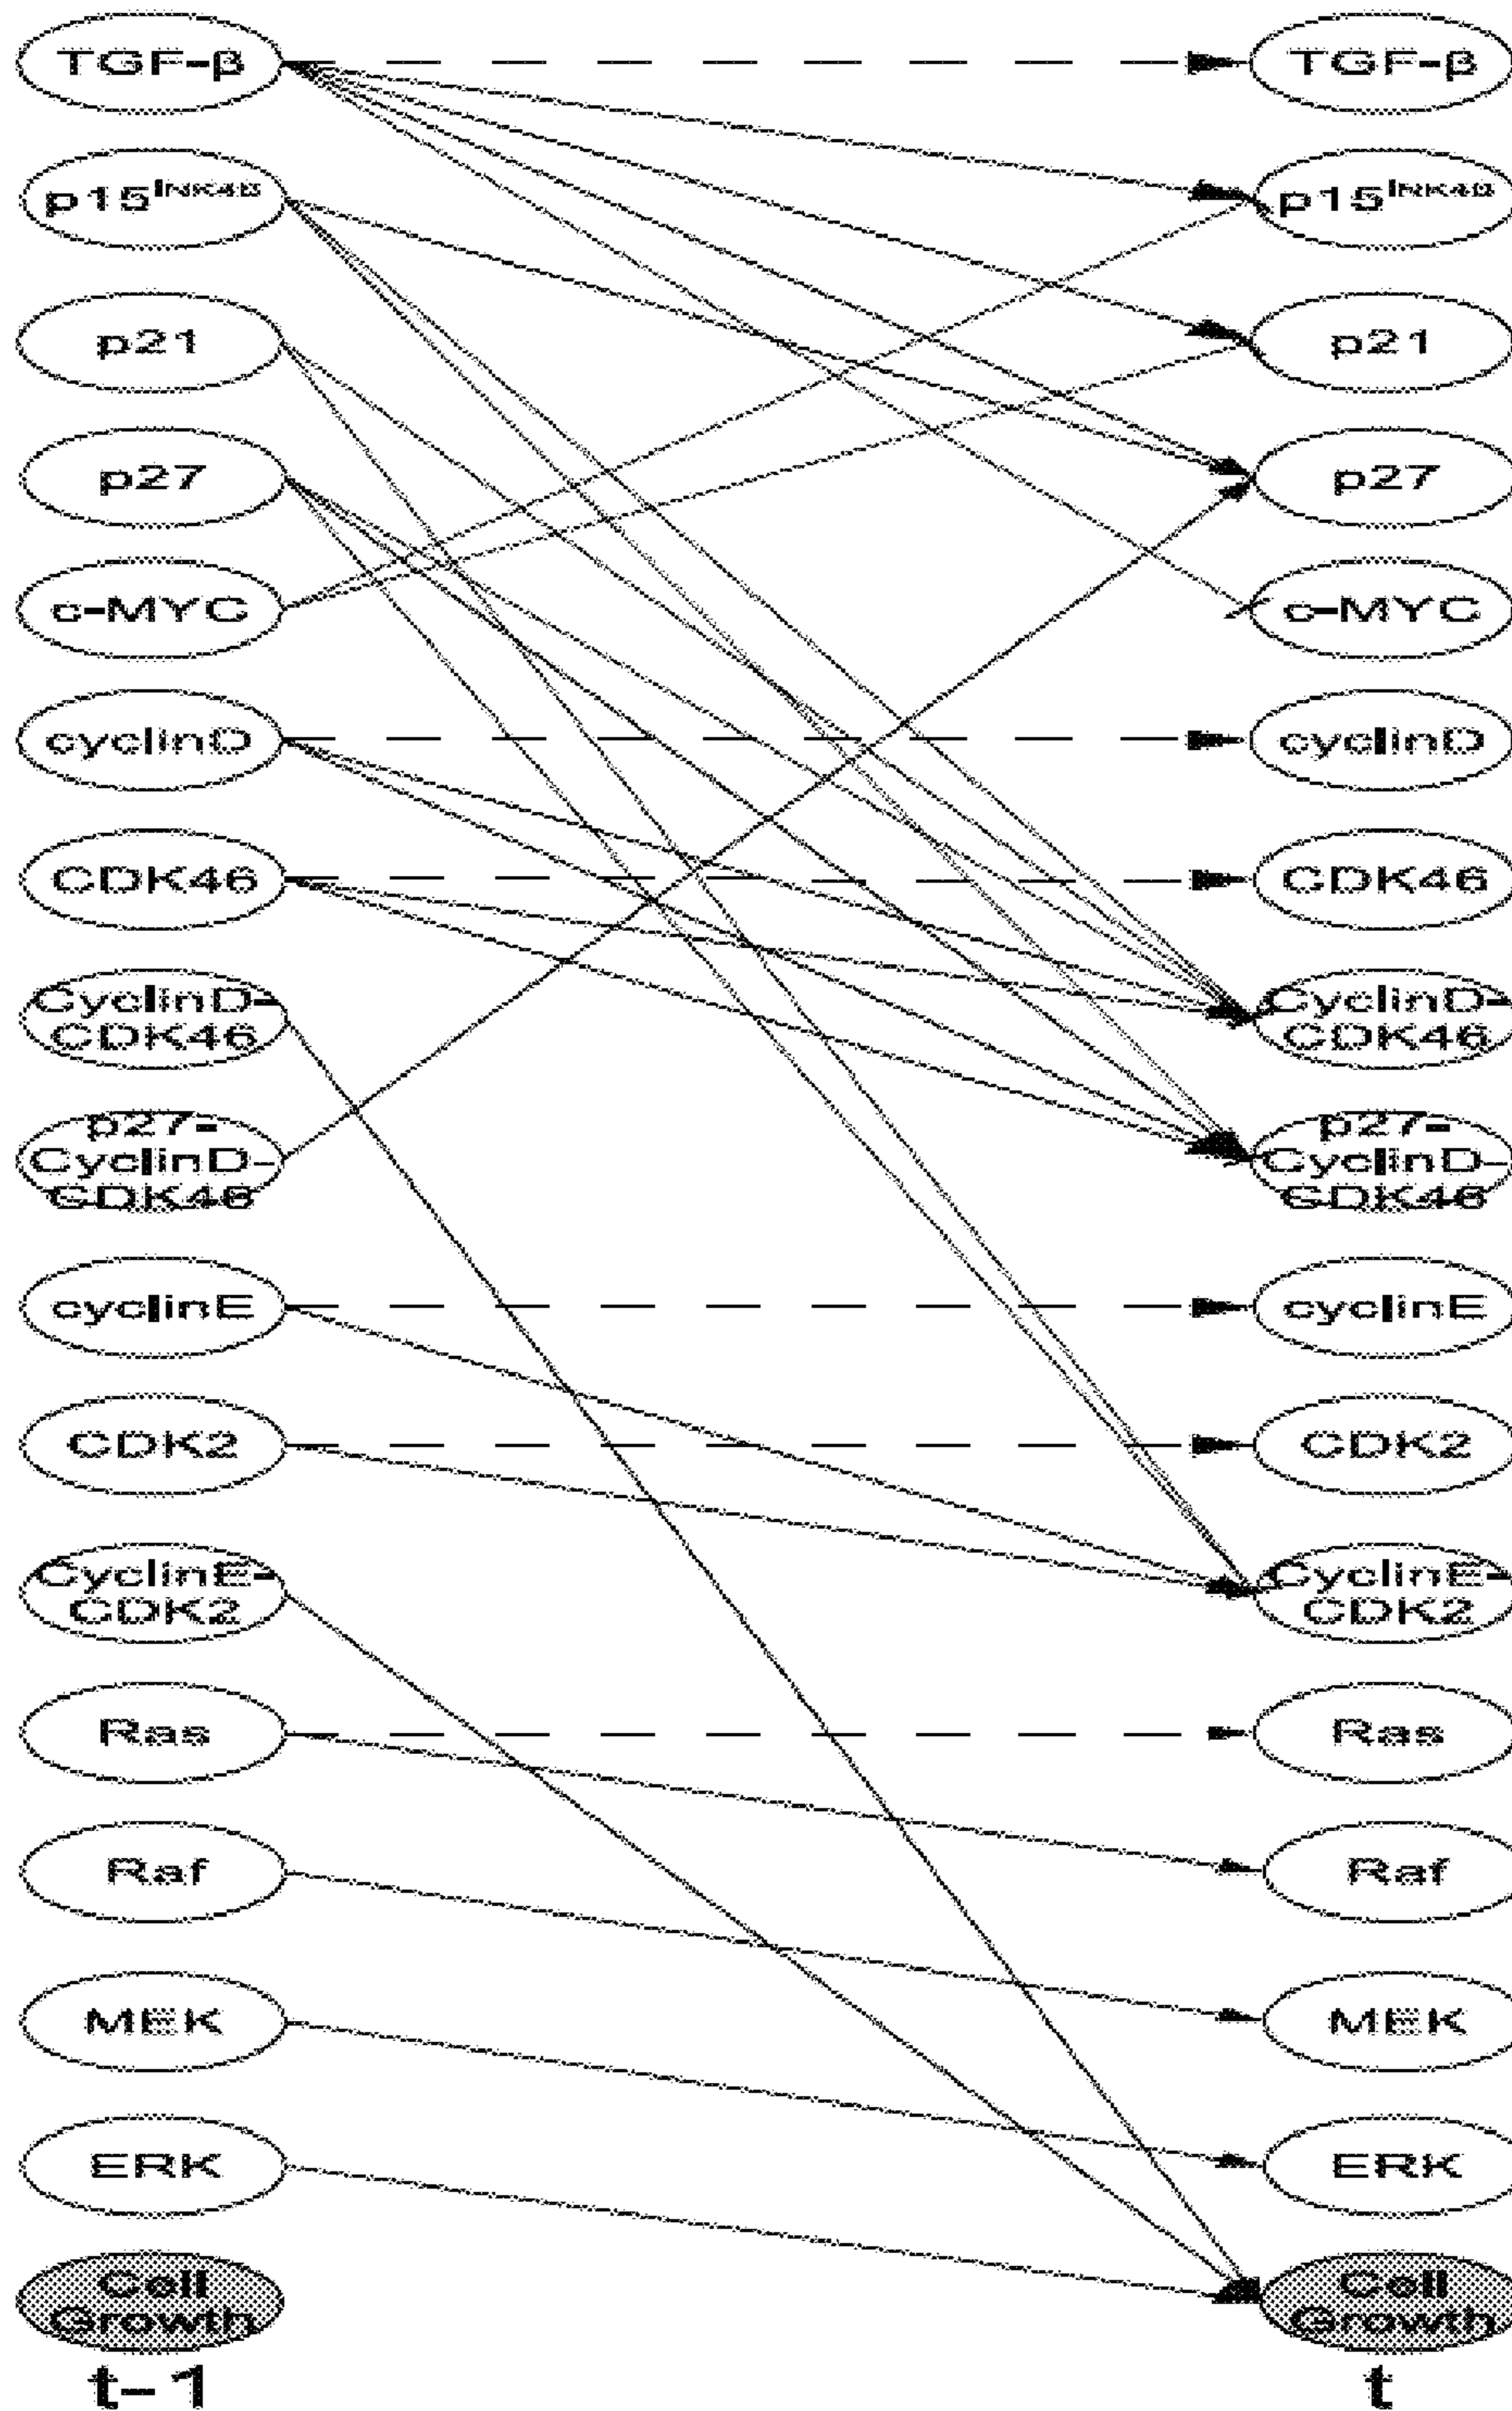 TGF-β TGF-β
p15INK4B p15INK4B
p21 p21
p27 p27
c-MYC c-MYC
cyclinD cyclinD
CDK46 CDK46
CyclinD- CyclinD-
CDK46 CDK46
p27- p27-
CyclinD- CyclinD-
CDK46 CDK46
cyclinE cyclinE
CDK2 CDK2
CyclinE- CyclinE-
CDK2 CDK2
Ras Ras
Raf Raf
MEK MEK
ERK ERK
Cell Cell
Growth Growth
t-1 t